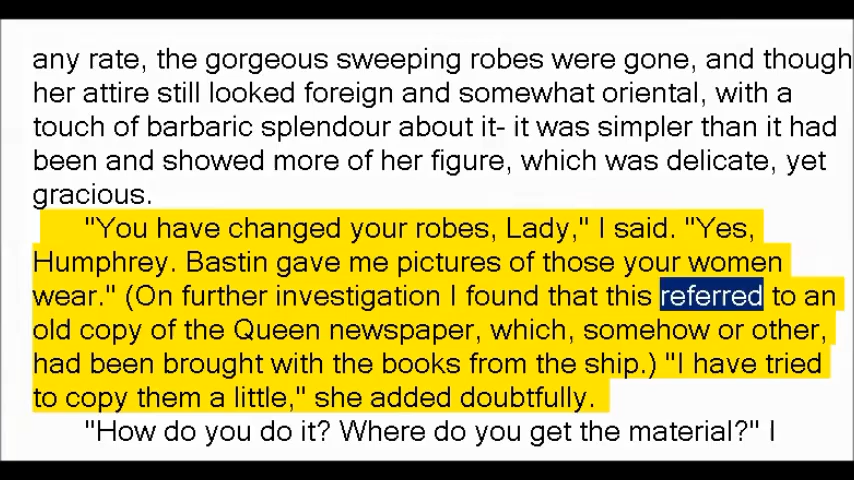 any rate, the gorgeous sweeping robes were gone, and though
her attire still looked foreign and somewhat oriental, with a
touch of barbaric splendour about it- it was simpler than it had
been and showed more of her figure, which was delicate, yet
gracious.
"You have changed your robes, Lady," I said. "Yes,
Humphrey. Bastin gave me pictures of those your women
wear." (On further investigation I found that this referred to an
old copy of the Queen newspaper, which, somehow or other,
had been brought with the books from the ship.) "I have tried
to copy them a little," she added doubtfully.
"How do you do it? Where do you get the material?" I